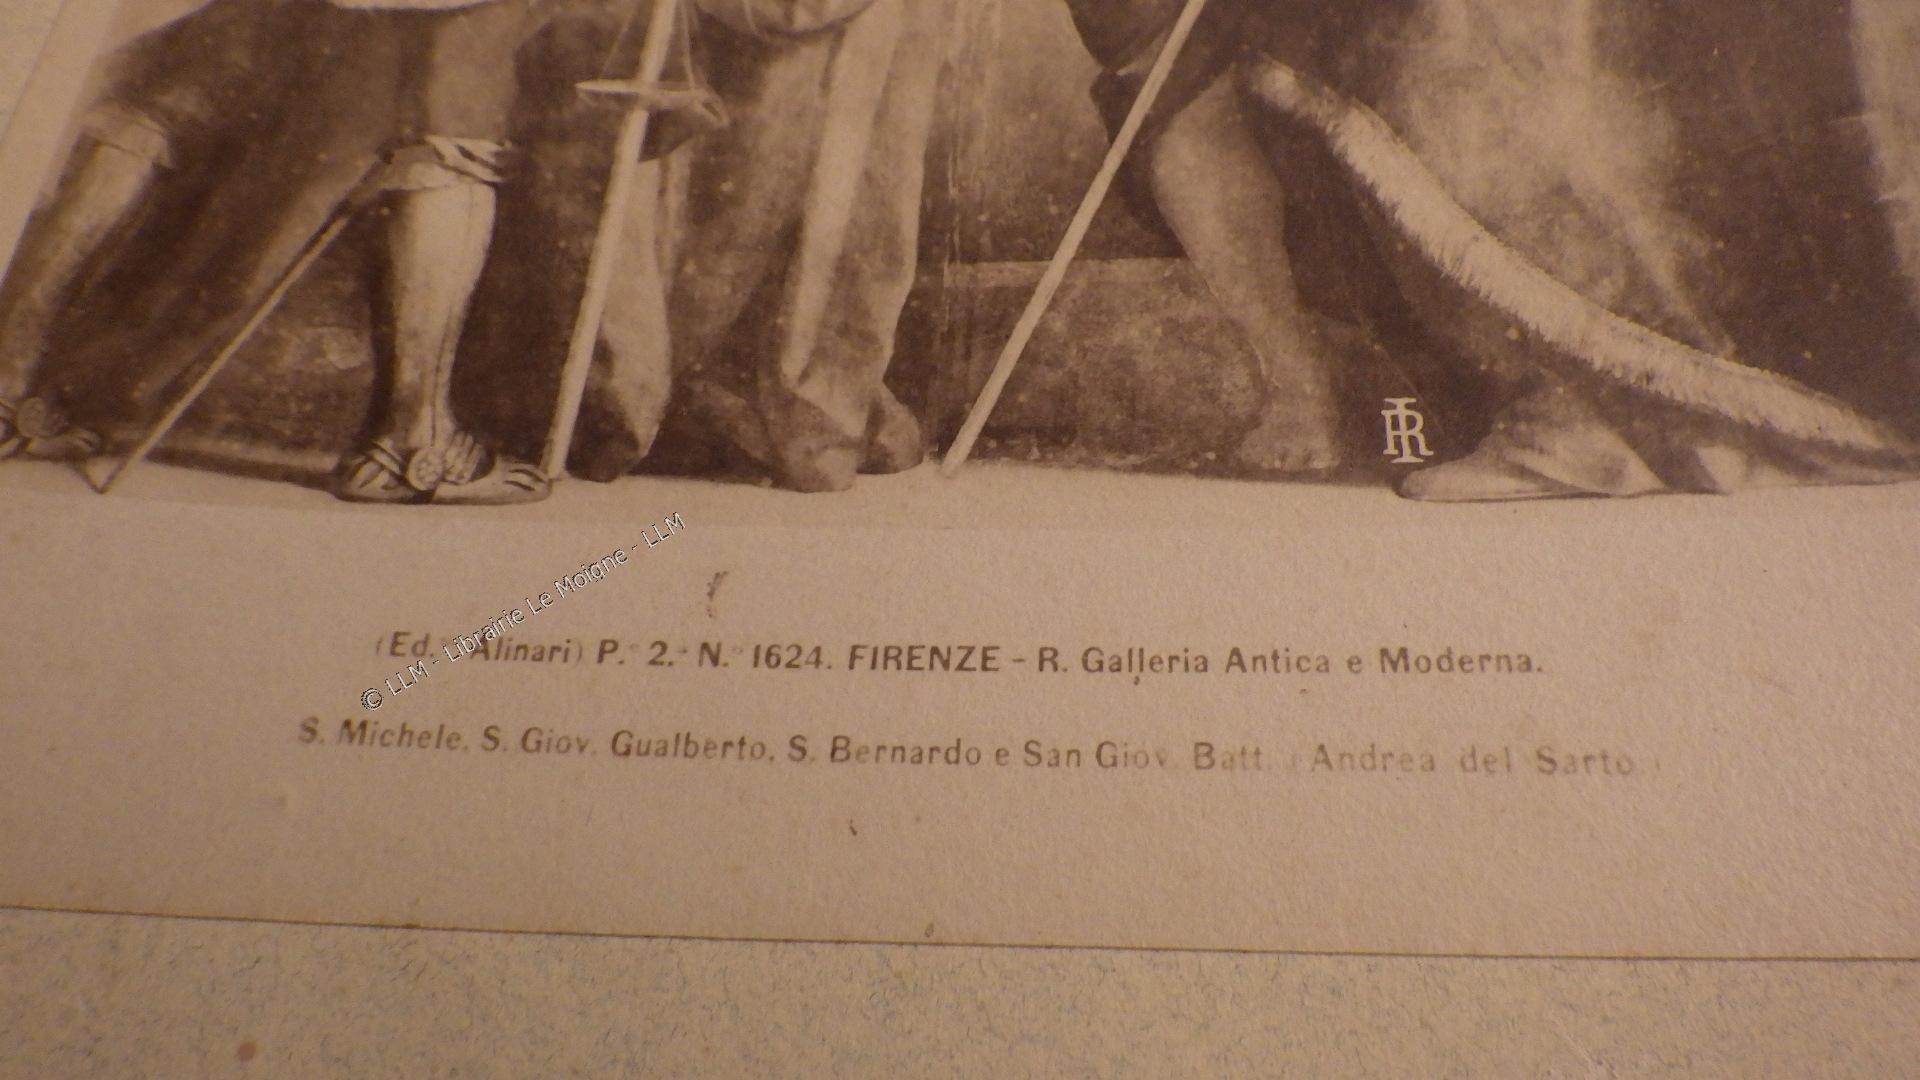 IR
(Ed. Alinari) P.e 2.a N.o 1624. FIRENZE - R. Galleria Antica e Moderna.
S. Michele, S. Giov. Gualberto, S. Bernardo e San Giov. Batt. (Andrea del Sarto.)
© LLM - Librairie Le Moigne - LLM